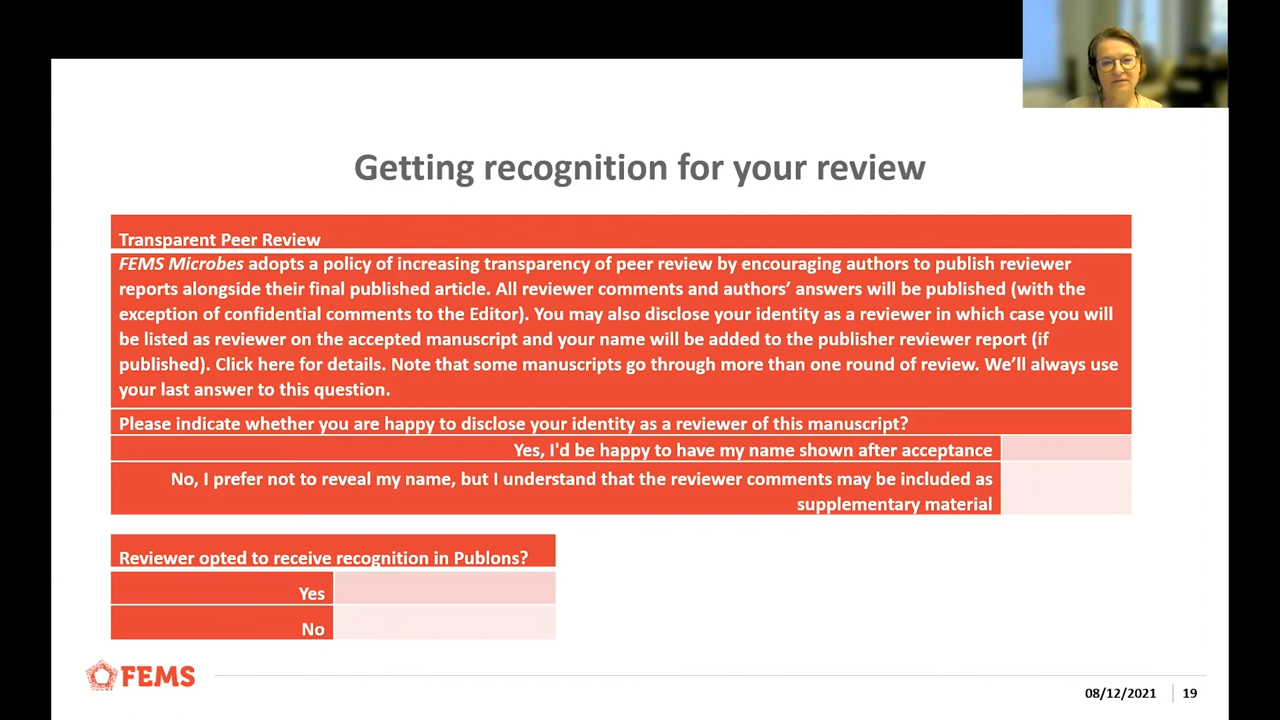 Getting recognition for your review
Transparent Peer Review
FEMS Microbes adopts a policy of increasing transparency of peer review by encouraging authors to publish reviewer
reports alongside their final published article. All reviewer comments and authors’ answers will be published (with the
exception of confidential comments to the Editor). You may also disclose your identity as a reviewer in which case you will
be listed as reviewer on the accepted manuscript and your name will be added to the publisher reviewer report (if
published). Click here for details. Note that some manuscripts go through more than one round of review. We’ll always use
your last answer to this question.
Please indicate whether you are happy to disclose your identity as a reviewer of this manuscript?
Yes, I'd be happy to have my name shown after acceptance
No, I prefer not to reveal my name, but I understand that the reviewer comments may be included as
supplementary material
Reviewer opted to receive recognition in Publons?
Yes
No
FEMS
08/12/2021
19